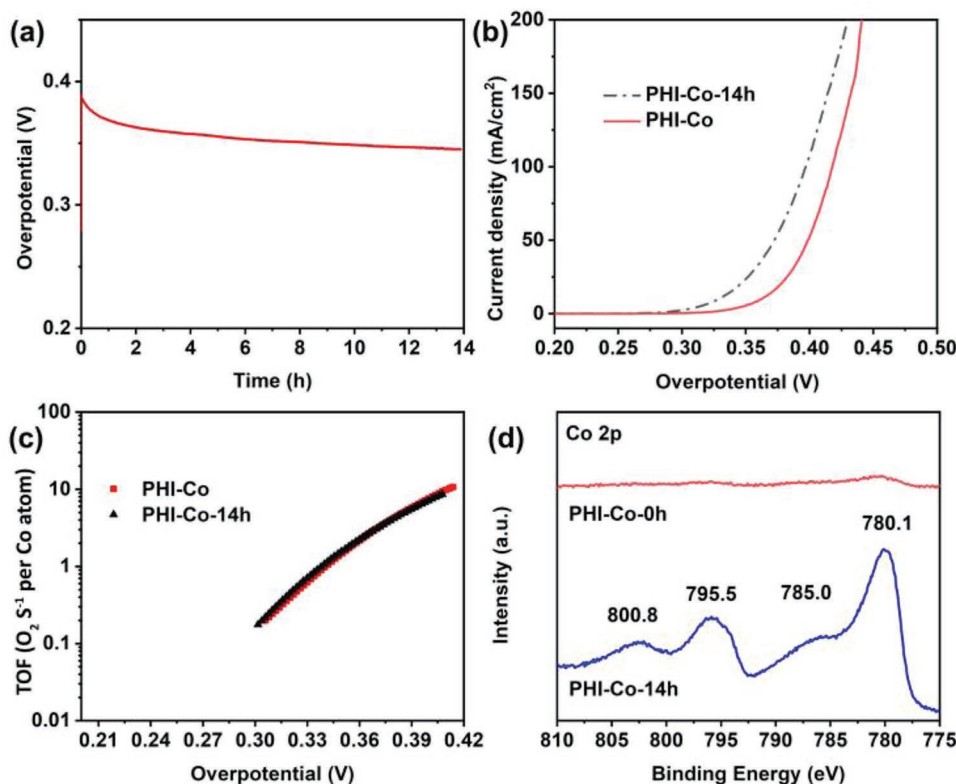 (a)
0.4
0.3
0.2
Overpotential (V)
0 2 4 6 8 10 12 14
Time (h)
(b)
200
150
100
50
0
Current density (mA/cm²)
PHI-Co-14h
PHI-Co
0.20 0.25 0.30 0.35 0.40 0.45 0.50
Overpotential (V)
(c)
100
10
1
0.1
0.01
TOF (O₂ S⁻¹ per Co atom)
PHI-Co
PHI-Co-14h
0.21 0.24 0.27 0.30 0.33 0.36 0.39 0.42
Overpotential (V)
(d)
Co 2p
Intensity (a.u.)
PHI-Co-0h
780.1
785.0
795.5
800.8
PHI-Co-14h
810 805 800 795 790 785 780 775
Binding Energy (eV)